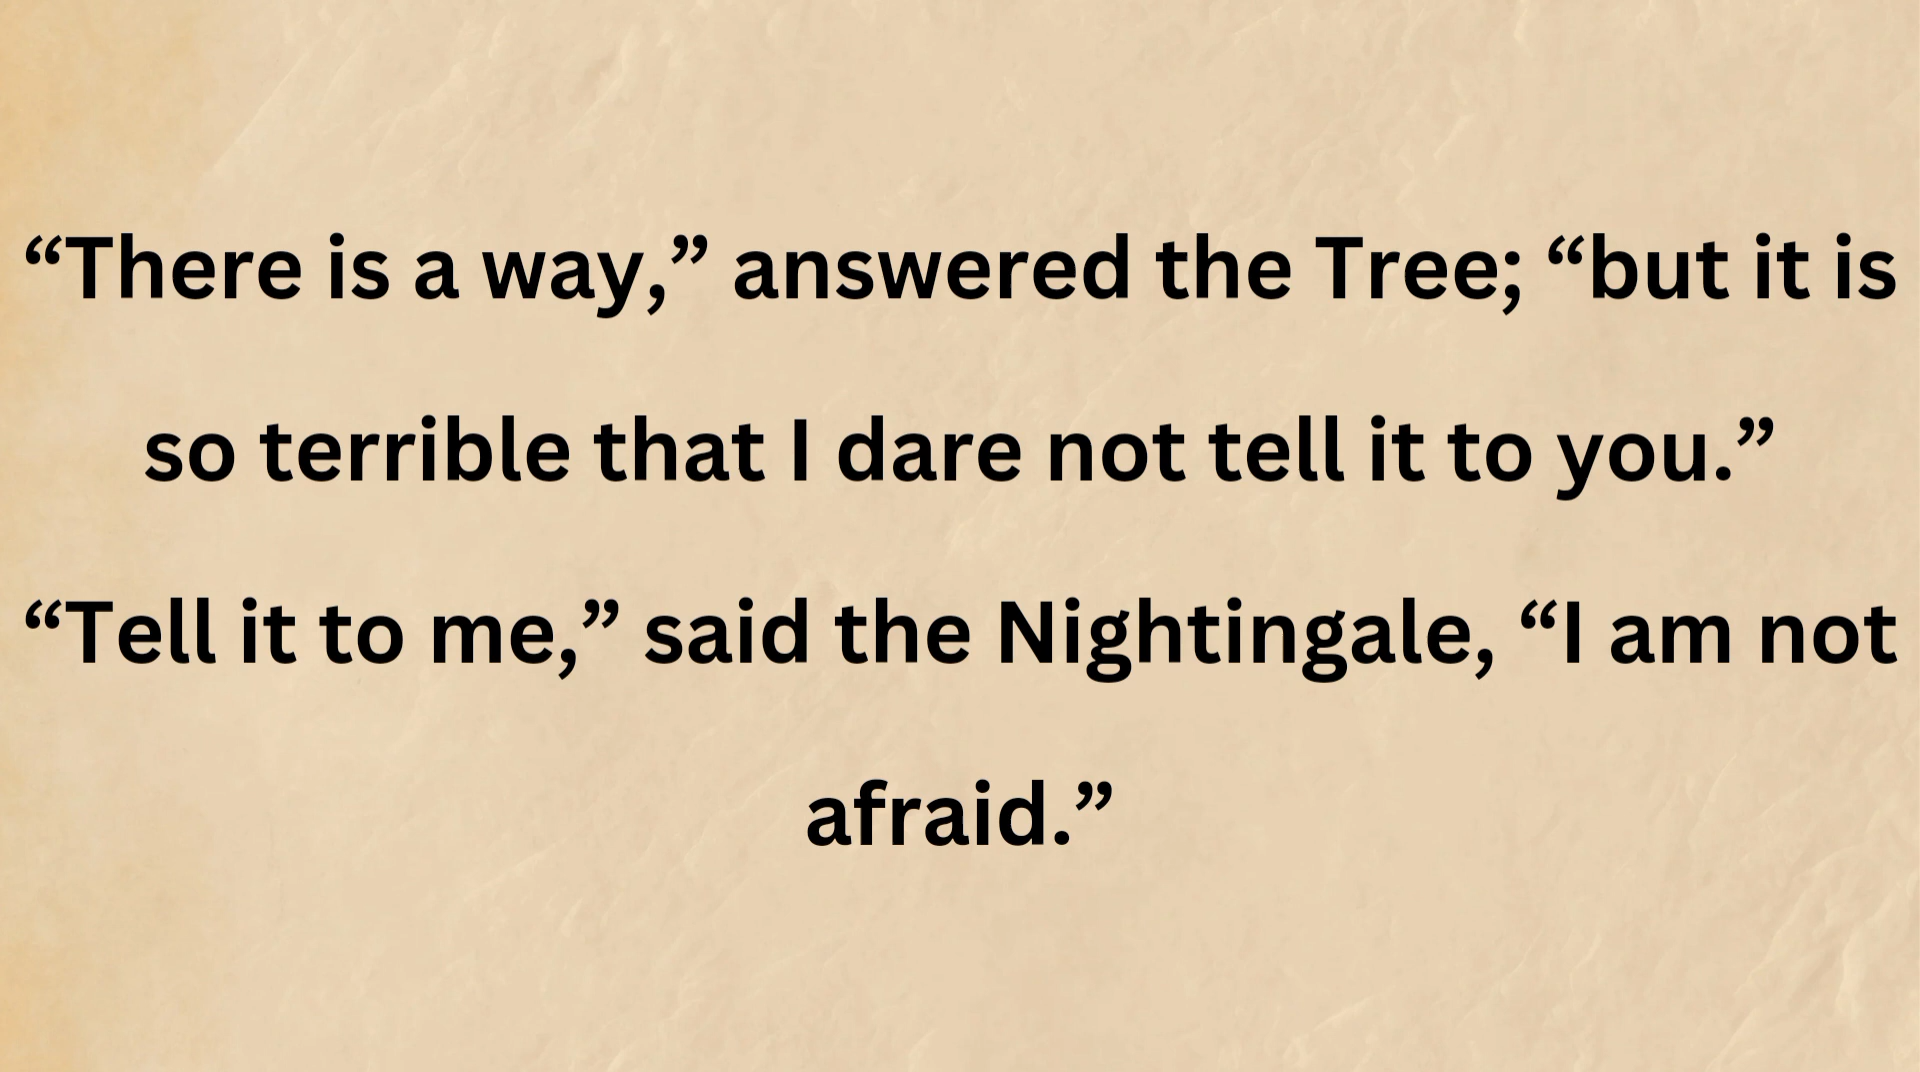 “There is a way,” answered the Tree; “but it is
so terrible that I dare not tell it to you.”
“Tell it to me,” said the Nightingale, “I am not
afraid.”